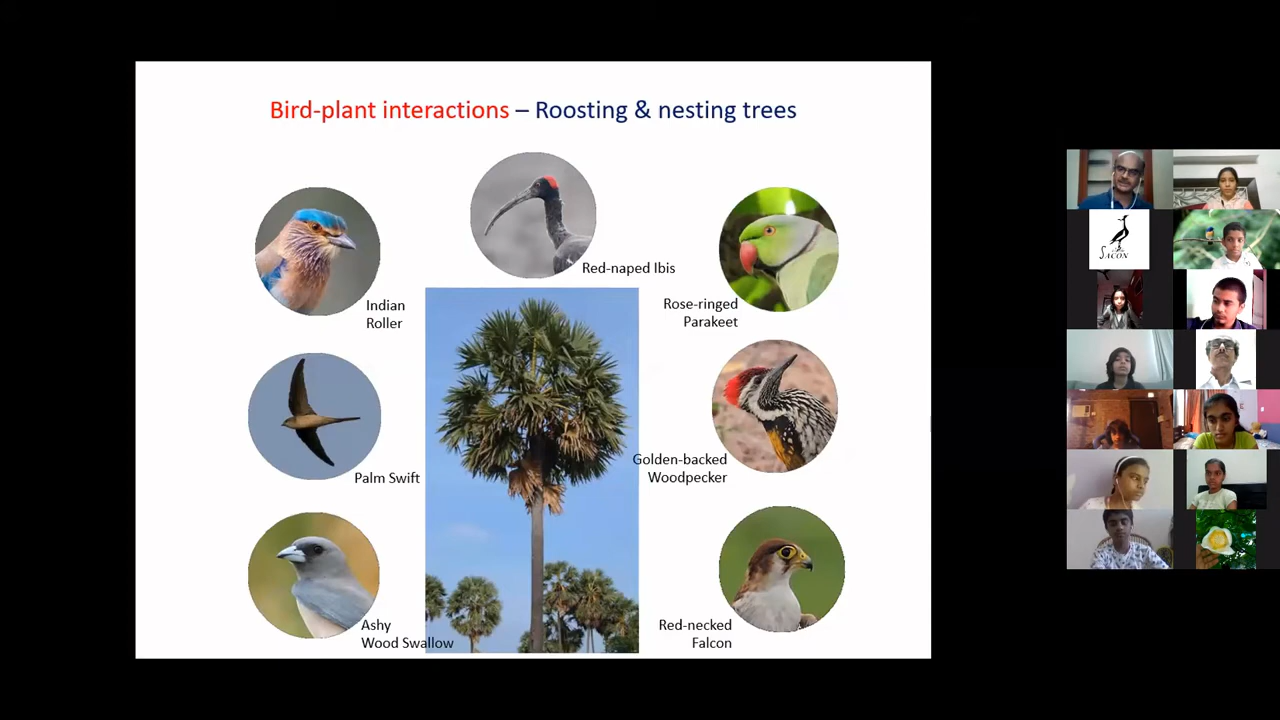 Bird-plant interactions – Roosting & nesting trees
Red-naped Ibis
Indian
Roller
Rose-ringed
Parakeet
Palm Swift
Golden-backed
Woodpecker
Ashy
Wood Swallow
Red-necked
Falcon
SACON